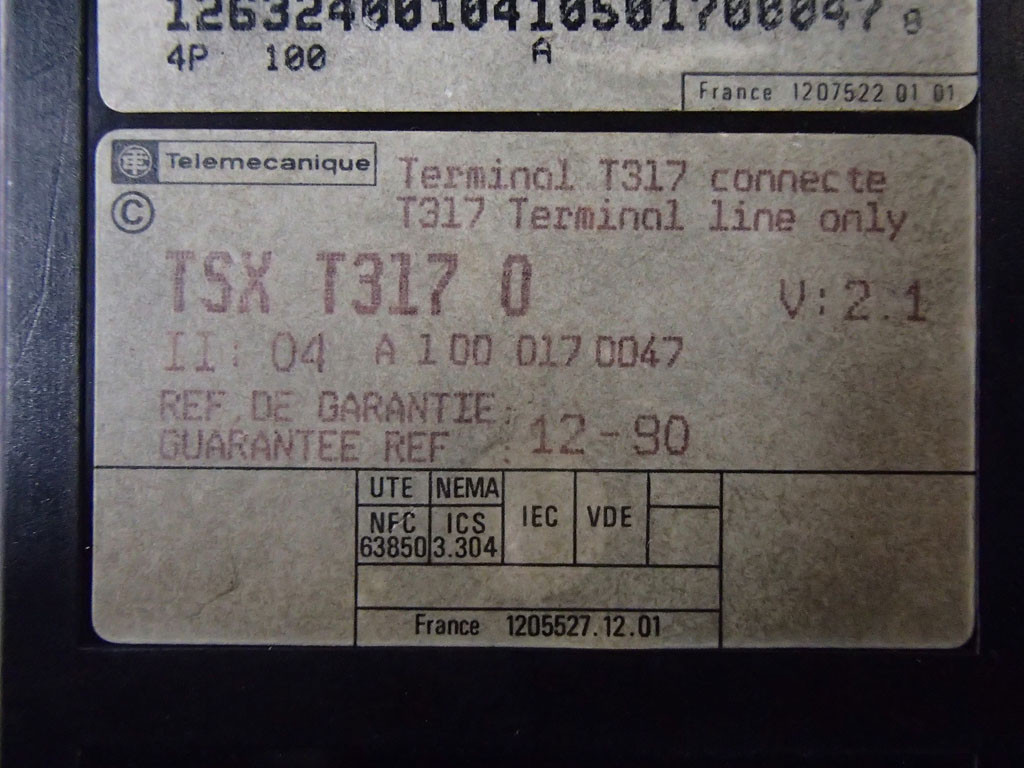 12632400104105017000478
4P 100 A
France 1207522 01 01
Telemecanique
©
Terminal T317 connecte
T317 Terminal line only
TSX T317 0
V: 2.1
II: 04 A 100 017 0047
REF DE GARANTIE:
GUARANTEE REF : 12-90
UTE NEMA
NFC ICS IEC VDE
63850 3.304
France 1205527.12.01